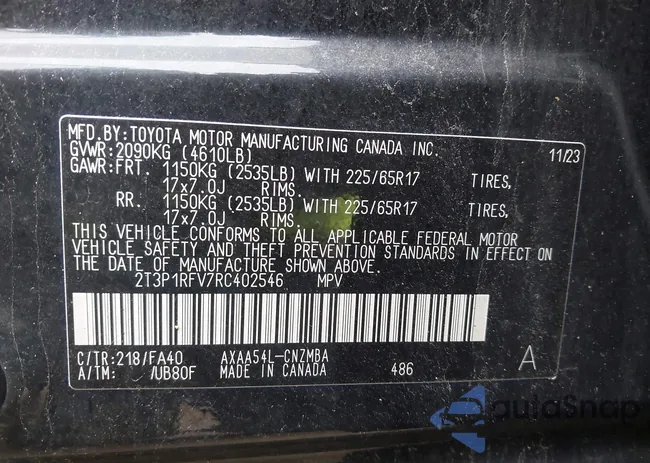 MFD.BY:TOYOTA MOTOR MANUFACTURING CANADA INC. 11/23
GVWR:2090KG (4610LB)
GAWR:FRT. 1150KG (2535LB) WITH 225/65R17 TIRES,
17x7.0J RIMS.
RR. 1150KG (2535LB) WITH 225/65R17 TIRES,
17x7.0J RIMS.
THIS VEHICLE CONFORMS TO ALL APPLICABLE FEDERAL MOTOR
VEHICLE SAFETY AND THEFT PREVENTION STANDARDS IN EFFECT ON
THE DATE OF MANUFACTURE SHOWN ABOVE.
2T3P1RFV7RC402546 MPV
C/TR:218/FA40 AXAA54L-CNZMBA A
A/TM: /UB80F MADE IN CANADA 486
autoSnap